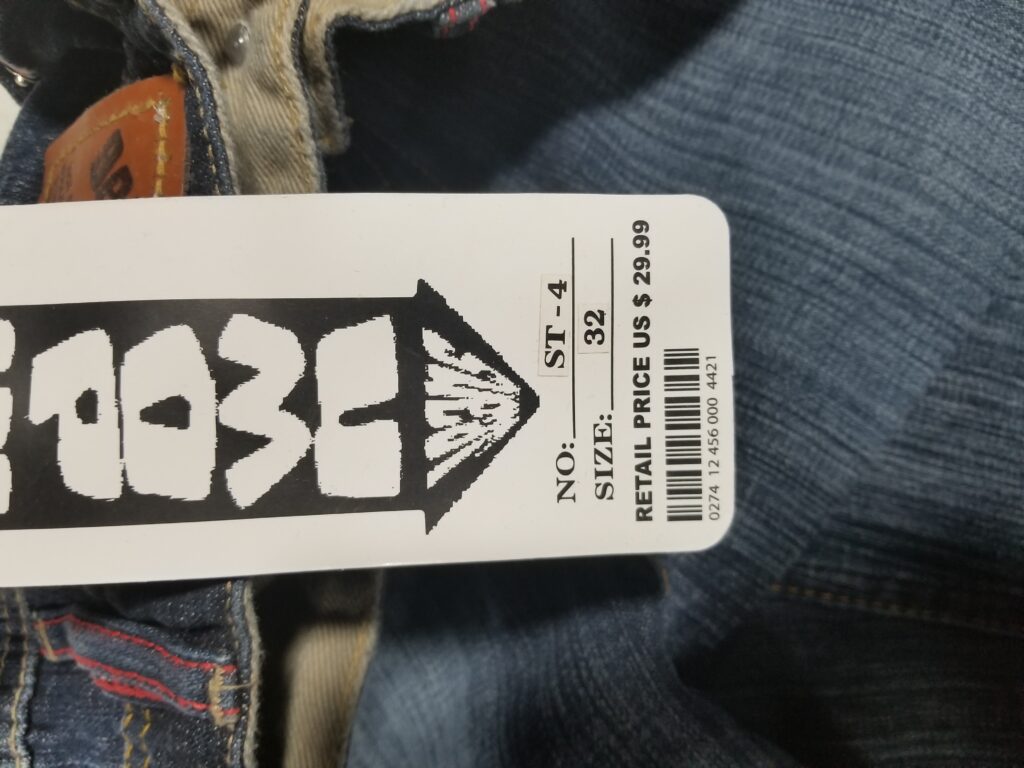 NO: ST-4
SIZE: 32
RETAIL PRICE US $ 29.99
0274 12 456 000 4421